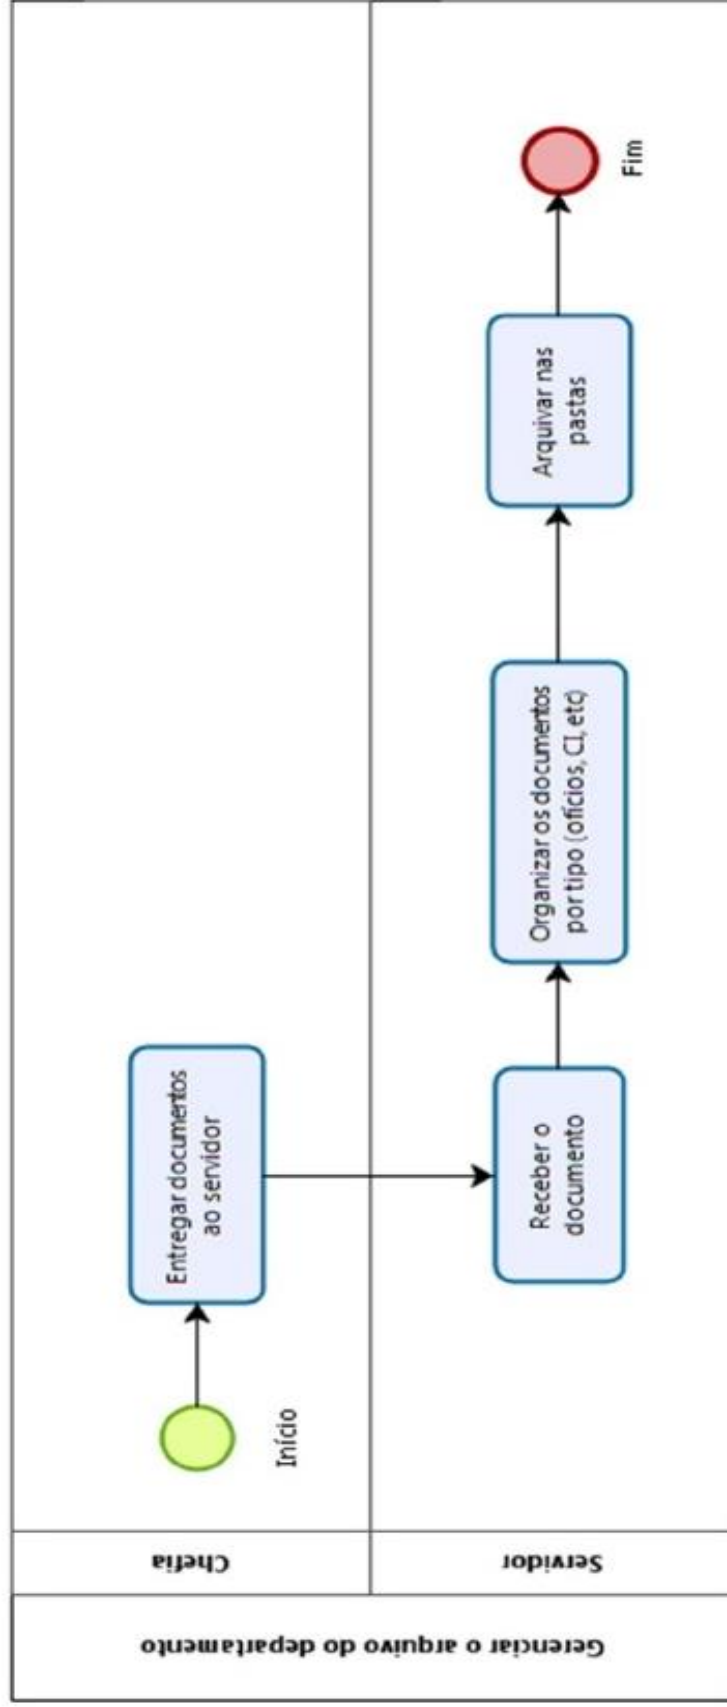 Gerenciar o arquivo do departamento
Chefia
Início
Entregar documentos
ao servidor
Servidor
Receber o
documento
Organizar os documentos
por tipo (ofícios, CI, etc)
Arquivar nas
pastas
Fim